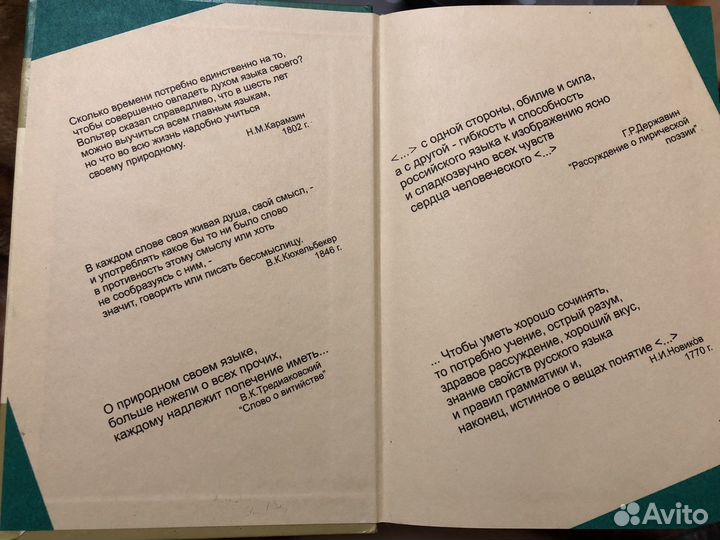 Сколько времени потребно единственно на то,
чтобы совершенно овладеть духом языка своего?
Вольтер сказал справедливо, что в шесть лет
можно выучиться всем главным языкам,
но что во всю жизнь надобно учиться
своему природному.
Н.М.Карамзин
1802 г.
В каждом слове своя живая душа, свой смысл, -
и употреблять какое бы то ни было слово
в противность этому смыслу или хоть
не сообразуясь с ним, -
значит, говорить или писать бессмыслицу.
В.К.Кюхельбекер
1846 г.
О природном своем языке,
больше нежели о всех прочих,
каждому надлежит попечение иметь...
В.К.Тредиаковский
"Слово о витийстве"
<...> с одной стороны, обилие и сила,
а с другой - гибкость и способность
российского языка к изображению ясно
и сладкозвучно всех чувств
сердца человеческого <...>
Г.Р.Державин
"Рассуждение о лирической
поэзии"
... Чтобы уметь хорошо сочинять,
то потребно учение, острый разум,
здравое рассуждение, хороший вкус,
знание свойств русского языка
и правил грамматики и,
наконец, истинное о вещах понятие <...>
Н.И.Новиков
1770 г.
Avito